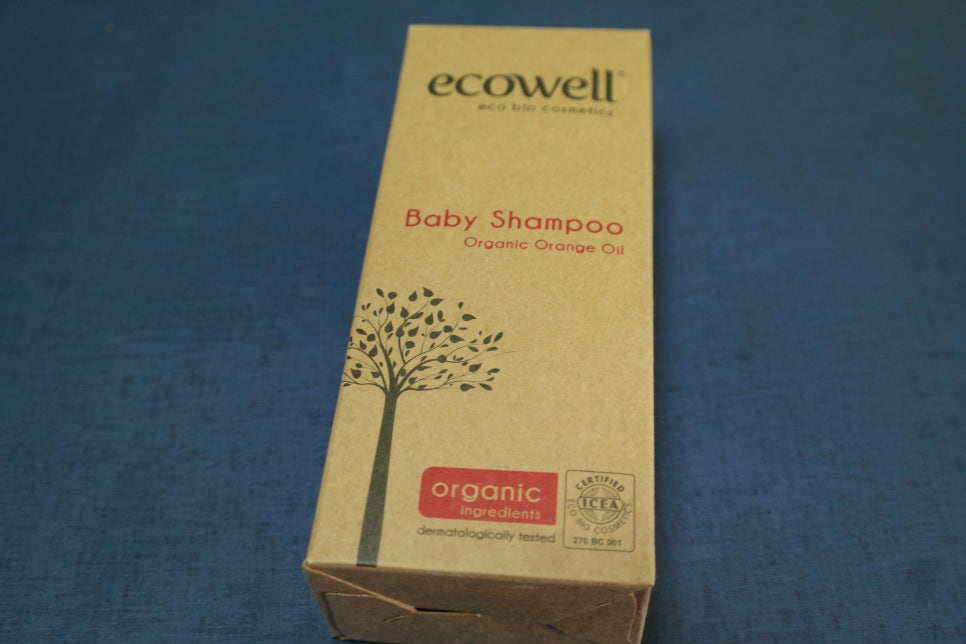 ecowell®
eco bio cosmetics
Baby Shampoo
Organic Orange Oil
organic
ingredients
dermatologically tested
CERTIFIED
ICEA
ECO BIO COSMETICS
270 BC 001